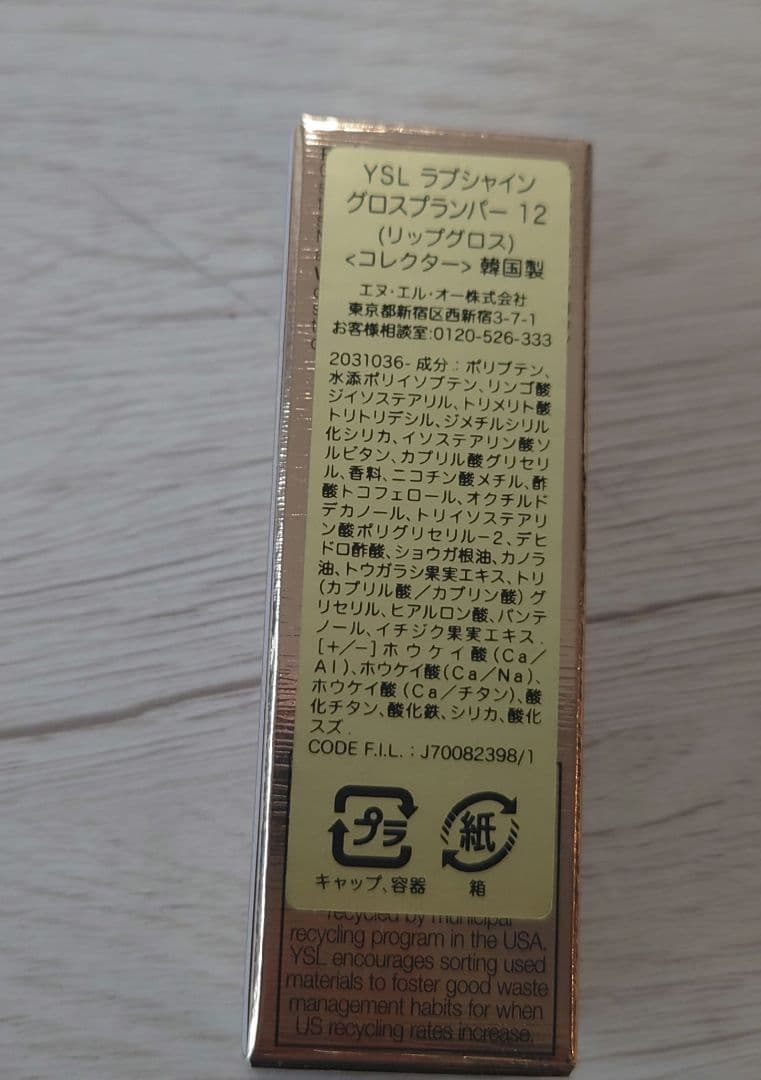 YSL ラブシャイン
グロスプランパー 12
(リップグロス)
<コレクター> 韓国製
エヌ・エル・オー株式会社
東京都新宿区西新宿3-7-1
お客様相談室:0120-526-333
2031036- 成分 : ポリブテン、
水添ポリイソブテン、リンゴ酸
ジイソステアリル、トリメリト酸
トリトリデシル、ジメチルシリル
化シリカ、イソステアリン酸ソ
ルビタン、カプリル酸グリセリ
ル、香料、ニコチン酸メチル、酢
酸トコフェロール、オクチルド
デカノール、トリイソステアリ
ン酸ポリグリセリル-2、デヒ
ドロ酢酸、ショウガ根油、カノラ
油、トウガラシ果実エキス、トリ
(カプリル酸/カプリン酸) グ
リセリル、ヒアルロン酸、パンテ
ノール、イチジク果実エキス .
[+/-] ホウケイ酸 (Ca/
Al)、ホウケイ酸(Ca/Na)、
ホウケイ酸 (Ca/チタン)、酸
化チタン、酸化鉄、シリカ、酸化
スズ .
CODE F.I.L. : J70082398/1
プラ 紙
キャップ、容器 箱
recycled by municipal
recycling program in the USA.
YSL encourages sorting used
materials to foster good waste
management habits for when
US recycling rates increase.